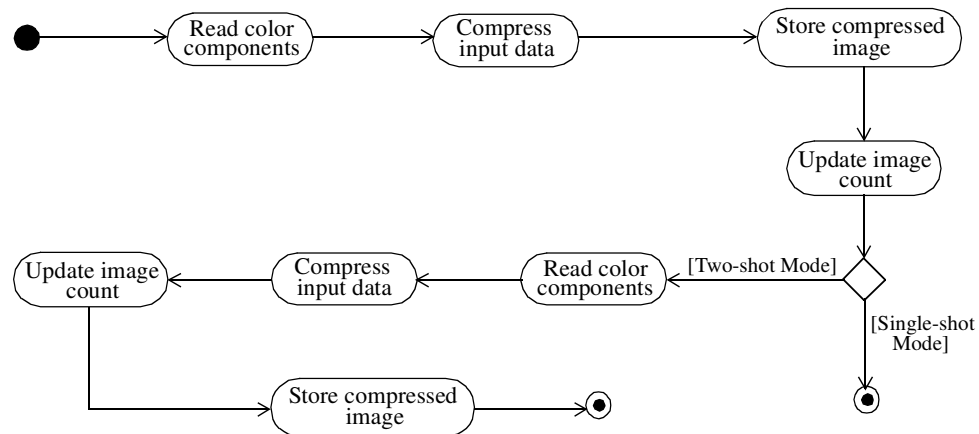 Read color
components
Compress
input data
Store compressed
image
Update image
count
[Two-shot Mode]
Read color
components
Compress
input data
Update image
count
[Single-shot
Mode]
Store compressed
image